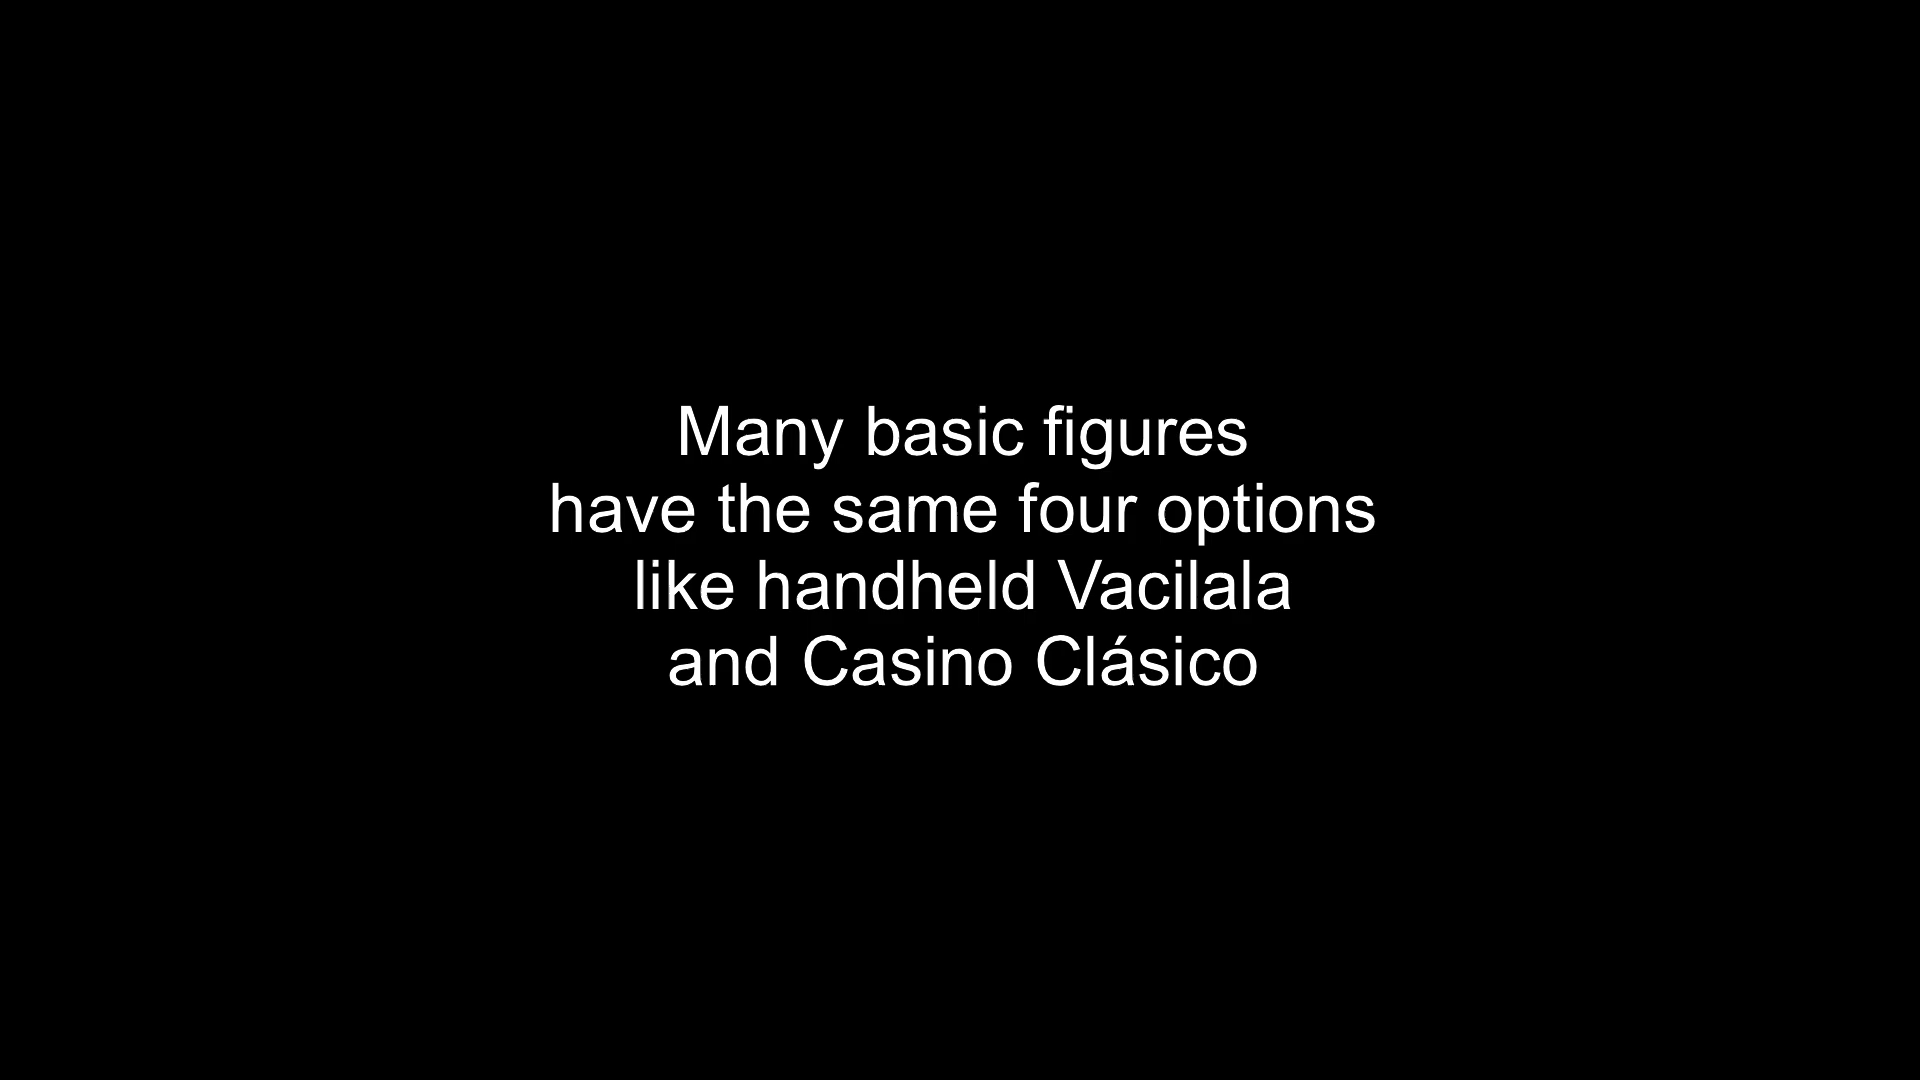 Many basic figures
have the same four options
like handheld Vacilala
and Casino Clásico